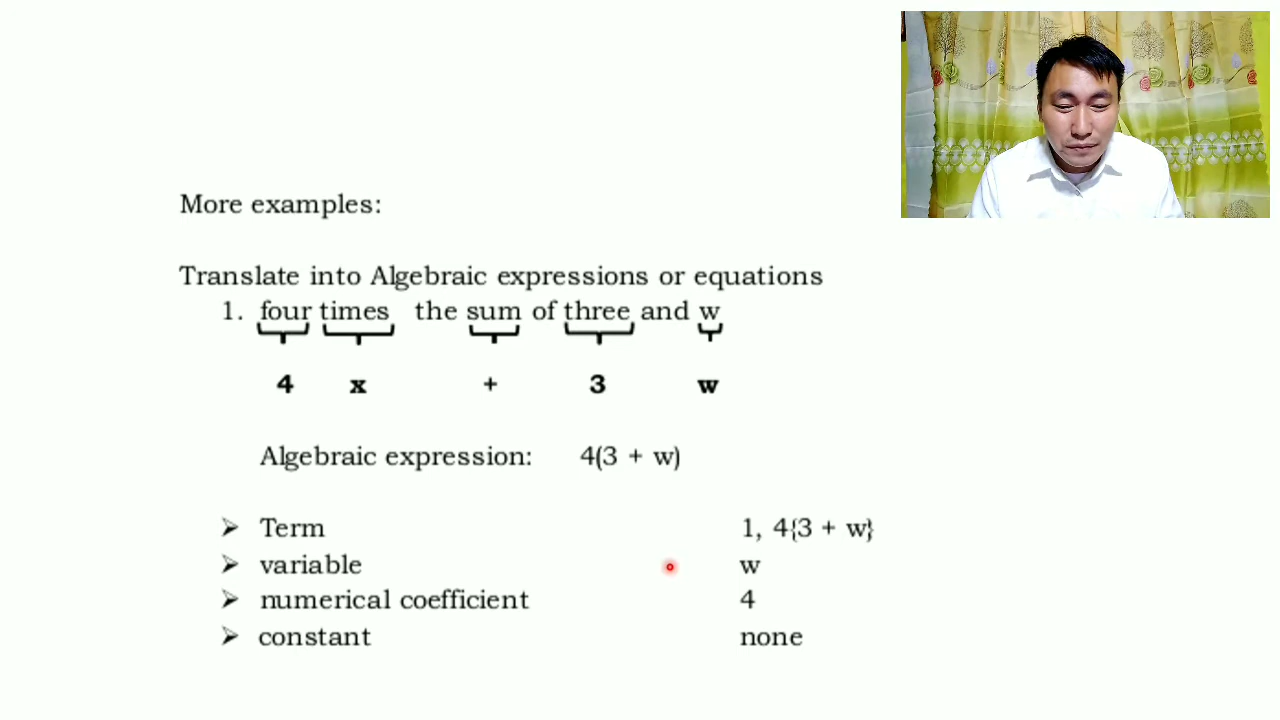 More examples:
Translate into Algebraic expressions or equations
1. four times the sum of three and w
4 x + 3 w
Algebraic expression: 4(3 + w)
➢ Term 1, 4{3 + w}
➢ variable w
➢ numerical coefficient 4
➢ constant none